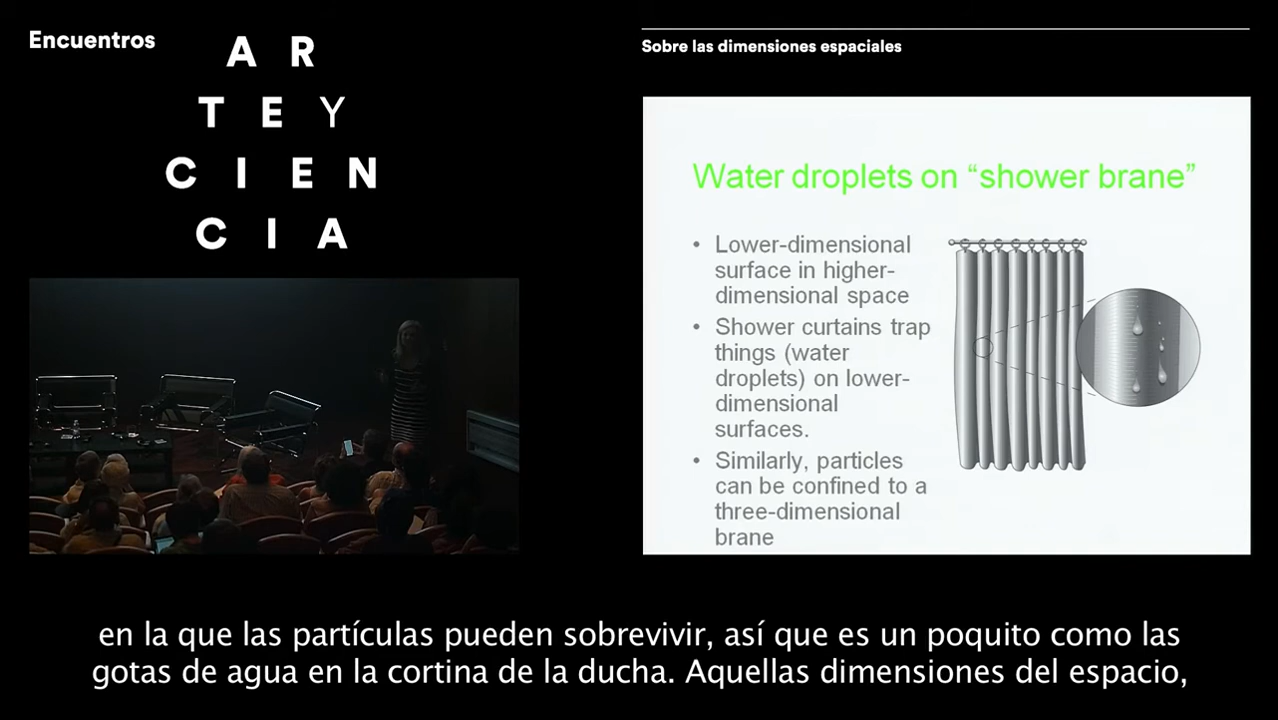 Encuentros
A R
T E Y
C I E N
C I A
Sobre las dimensiones espaciales
Water droplets on “shower brane”
• Lower-dimensional
surface in higher-
dimensional space
• Shower curtains trap
things (water
droplets) on lower-
dimensional
surfaces.
• Similarly, particles
can be confined to a
three-dimensional
brane
en la que las partículas pueden sobrevivir, así que es un poquito como las
gotas de agua en la cortina de la ducha. Aquellas dimensiones del espacio,